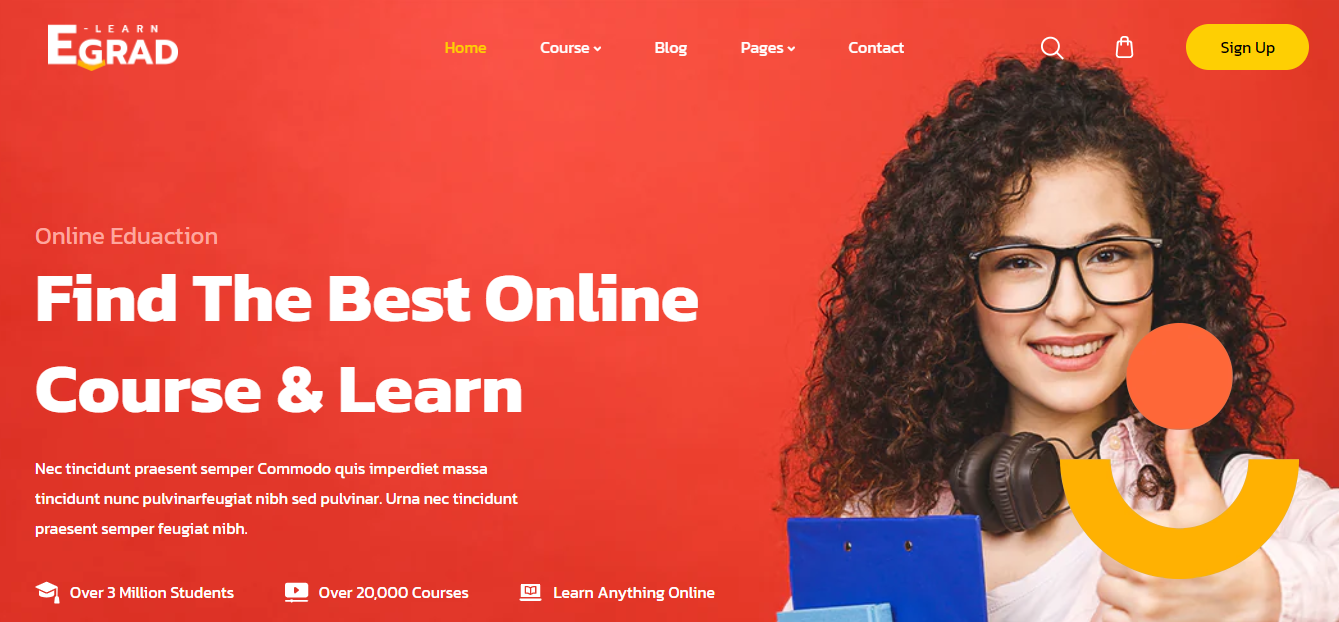 E-LEARN
GRAD
Home
Course
Blog
Pages
Contact
Sign Up
Online Eduaction
Find The Best Online
Course & Learn
Nec tincidunt praesent semper Commodo quis imperdiet massa
tincidunt nunc pulvinarfeugiat nibh sed pulvinar. Urna nec tincidunt
praesent semper feugiat nibh.
Over 3 Million Students
Over 20,000 Courses
Learn Anything Online